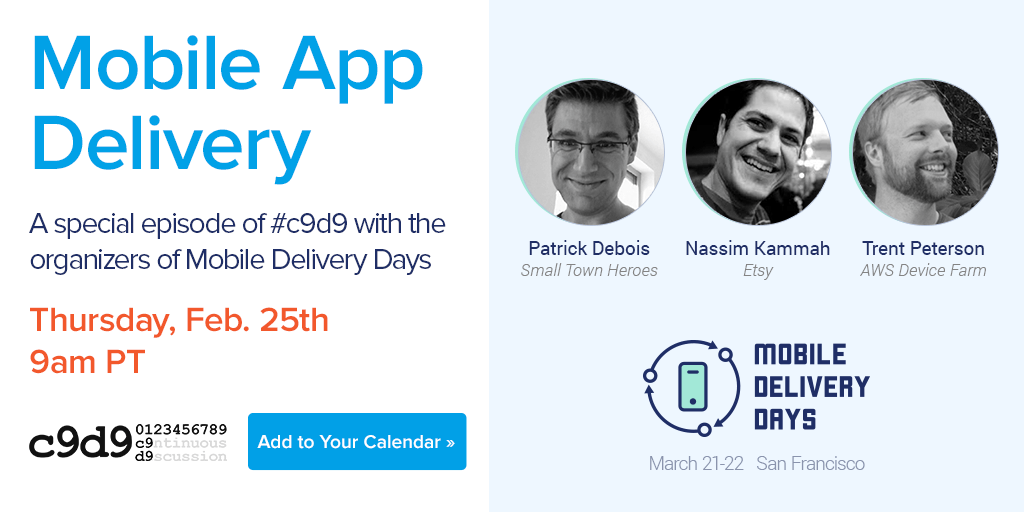 Mobile App
Delivery
A special episode of #c9d9 with the
organizers of Mobile Delivery Days
Thursday, Feb. 25th
9am PT
c9d9
0123456789
c9ntinuous
d9scussion
Add to Your Calendar »
Patrick Debois
Small Town Heroes
Nassim Kammah
Etsy
Trent Peterson
AWS Device Farm
MOBILE
DELIVERY
DAYS
March 21-22 San Francisco